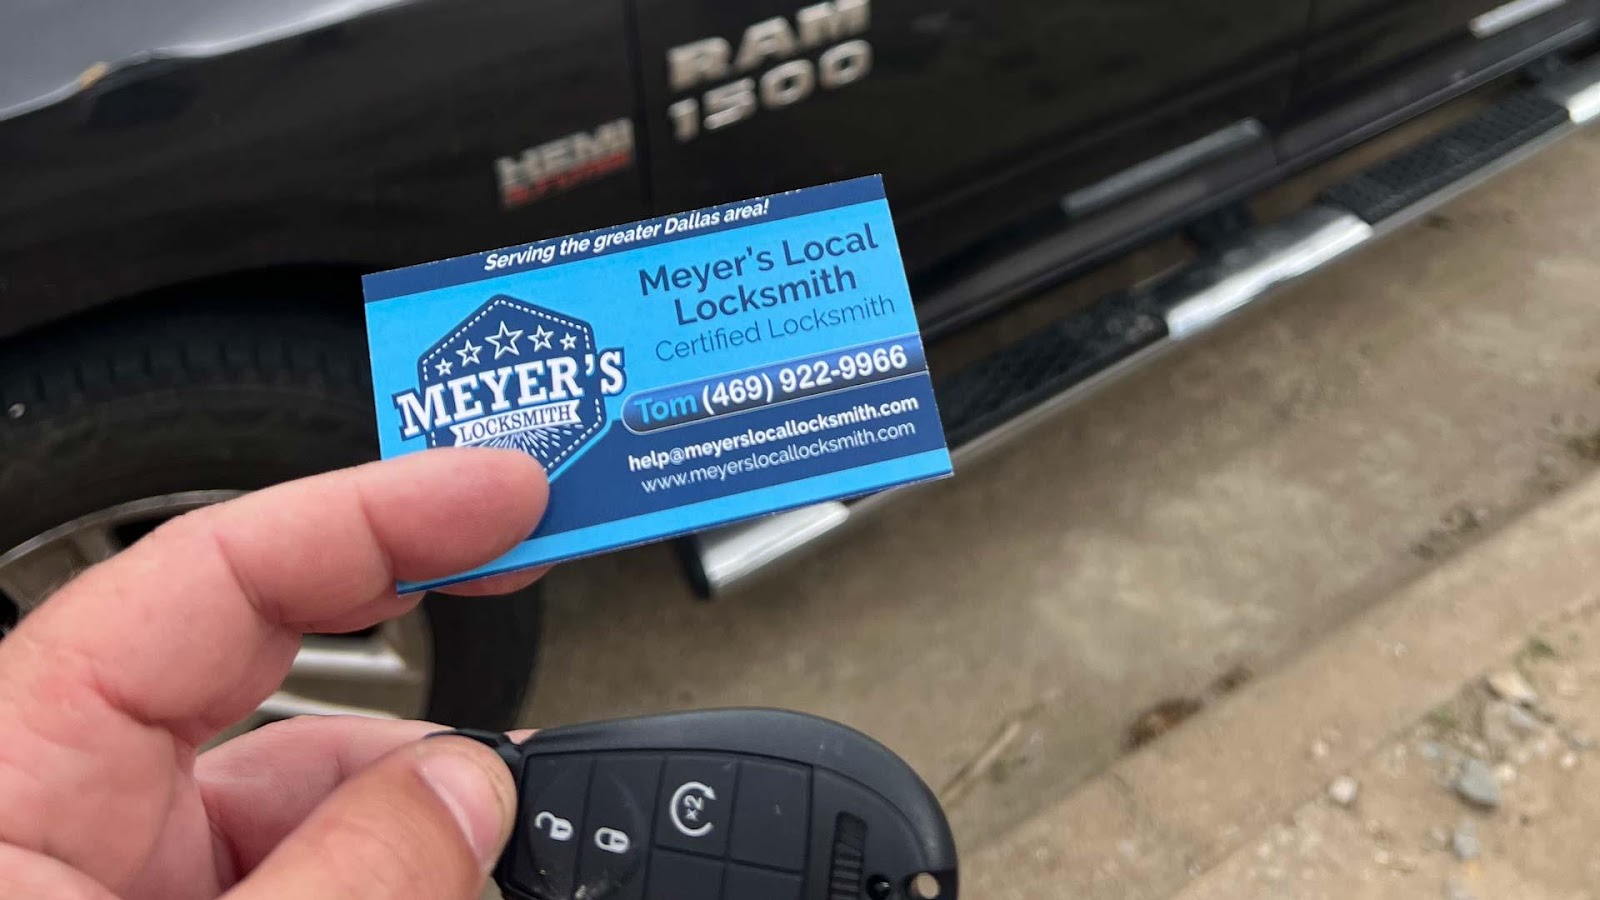 RAM
1500
HEMI
Serving the greater Dallas area!
MEYER'S
LOCKSMITH
Meyer's Local
Locksmith
Certified Locksmith
Tom (469) 922-9966
help@meyerslocallocksmith.com
www.meyerslocallocksmith.com
x2